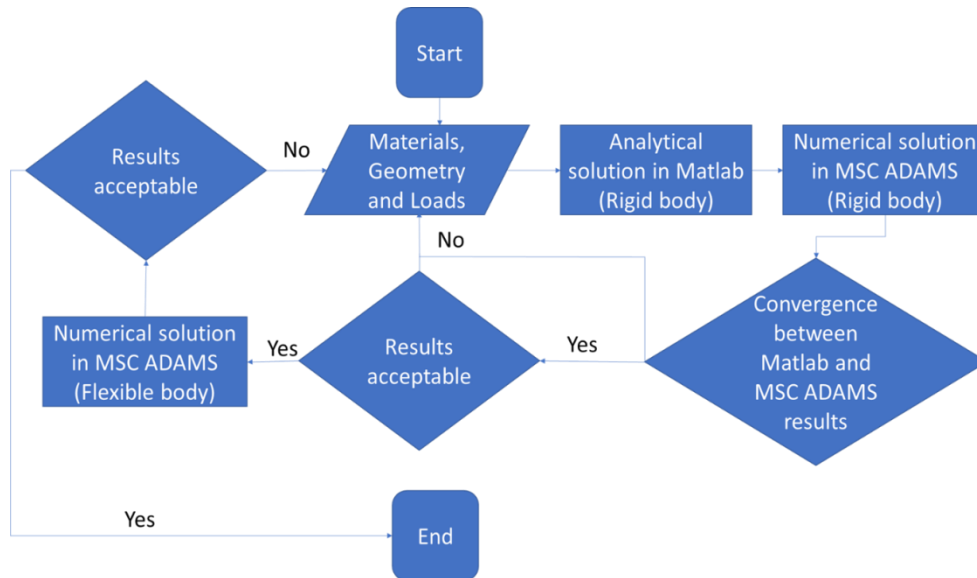 Start
Results
acceptable
No
Materials,
Geometry
and Loads
Analytical
solution in Matlab
(Rigid body)
Numerical solution
in MSC ADAMS
(Rigid body)
No
Convergence
between
Matlab and
MSC ADAMS
results
Yes
Results
acceptable
Yes
Numerical solution
in MSC ADAMS
(Flexible body)
Yes
End